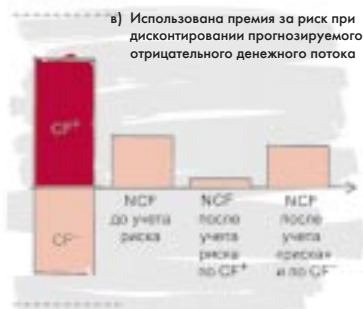 в) Использована премия за риск при
дисконтировании прогнозируемого
отрицательного денежного потока
CF⁺
CF⁻
NCF
до учета
риска
NCF
после
учета
риска
по CF⁺
NCF
после
учета
«риска»
и по CF⁻